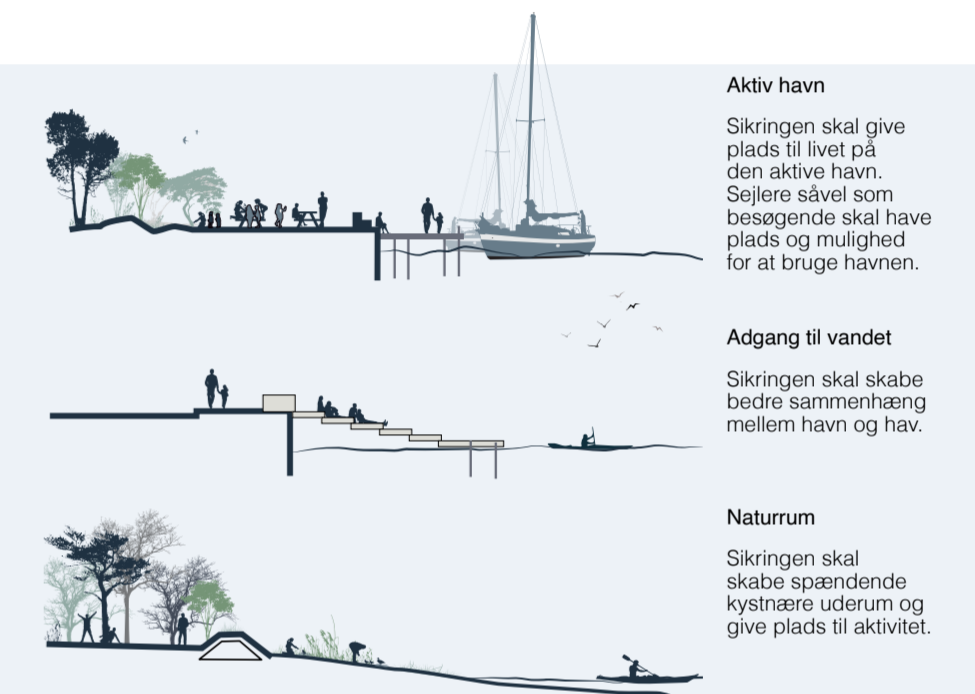 Aktiv havn
Sikringen skal give
plads til livet på
den aktive havn.
Sejlere såvel som
besøgende skal have
plads og mulighed
for at bruge havnen.
Adgang til vandet
Sikringen skal skabe
bedre sammenhæng
mellem havn og hav.
Naturrum
Sikringen skal
skabe spændende
kystnære uderum og
give plads til aktivitet.